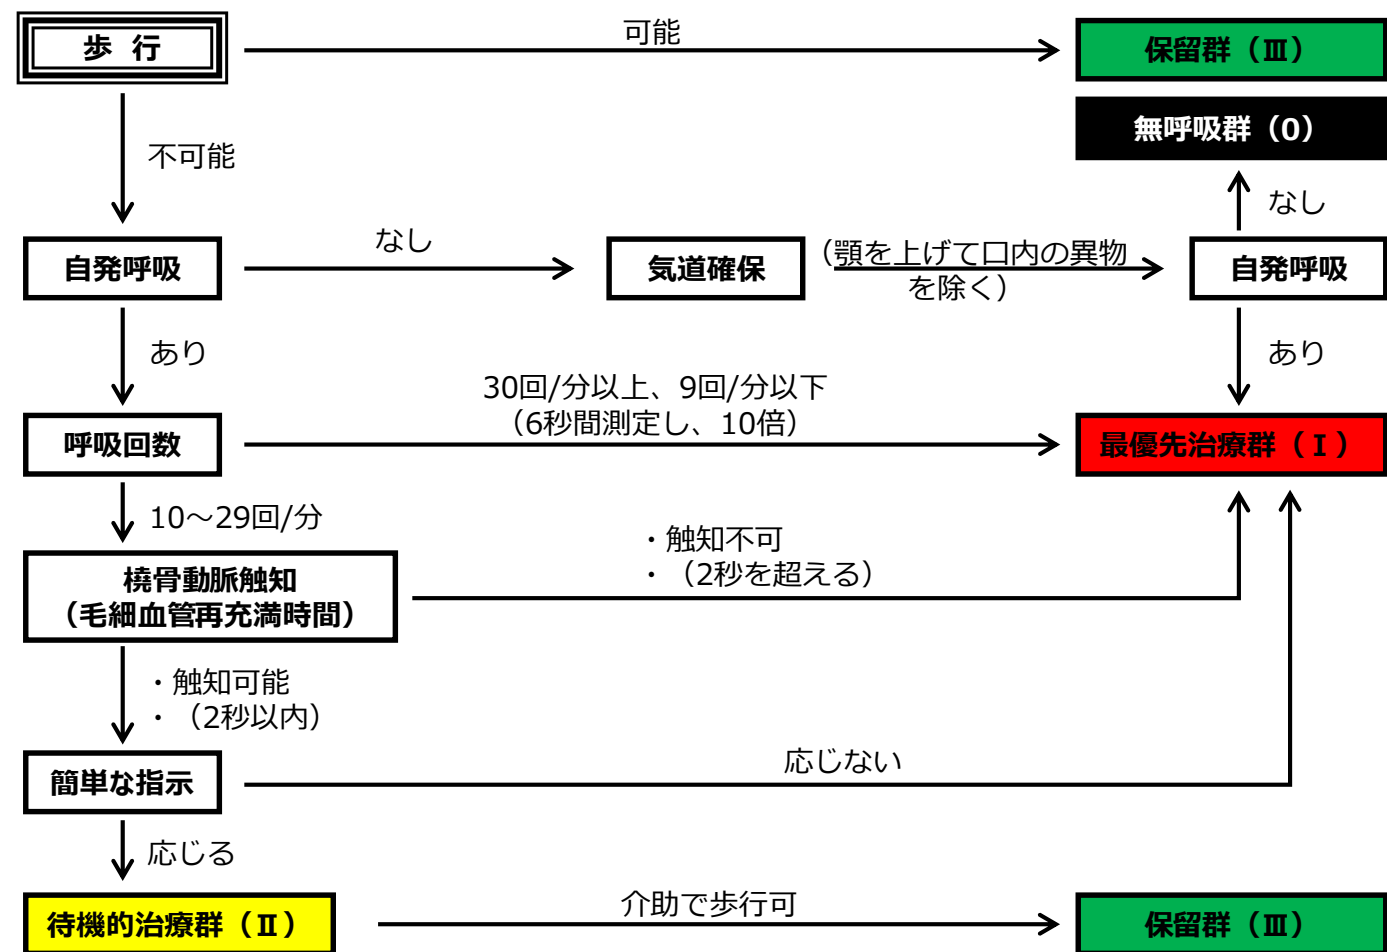 歩 行
可能
保留群（Ⅲ）
無呼吸群（0）
不可能
なし
自発呼吸
なし
気道確保
（顎を上げて口内の異物
を除く）
自発呼吸
あり
あり
30回/分以上、9回/分以下
（6秒間測定し、10倍）
呼吸回数
最優先治療群（Ⅰ）
10～29回/分
・触知不可
・（2秒を超える）
橈骨動脈触知
（毛細血管再充満時間）
・触知可能
・（2秒以内）
簡単な指示
応じない
応じる
待機的治療群（Ⅱ）
介助で歩行可
保留群（Ⅲ）